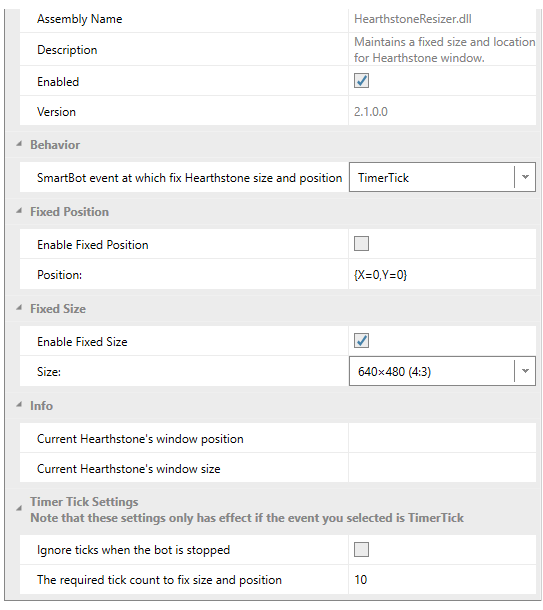 Assembly Name HearthstoneResizer.dll
Description Maintains a fixed size and location
for Hearthstone window.
Enabled
Version 2.1.0.0
Behavior
SmartBot event at which fix Hearthstone size and position TimerTick
Fixed Position
Enable Fixed Position
Position: {X=0,Y=0}
Fixed Size
Enable Fixed Size
Size: 640×480 (4:3)
Info
Current Hearthstone's window position
Current Hearthstone's window size
Timer Tick Settings
Note that these settings only has effect if the event you selected is TimerTick
Ignore ticks when the bot is stopped
The required tick count to fix size and position 10